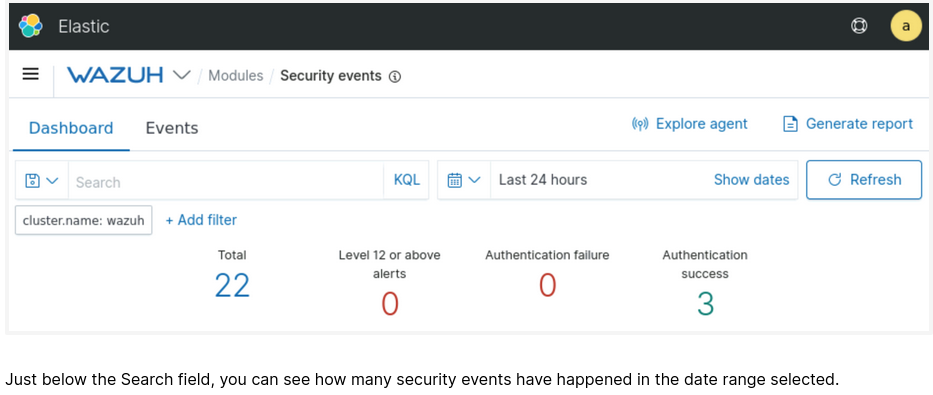 Elastic
a
WAZUH / Modules / Security events
Dashboard Events Explore agent Generate report
Search KQL Last 24 hours Show dates Refresh
cluster.name: wazuh + Add filter
Total
22
Level 12 or above
alerts
0
Authentication failure
0
Authentication
success
3
Just below the Search field, you can see how many security events have happened in the date range selected.